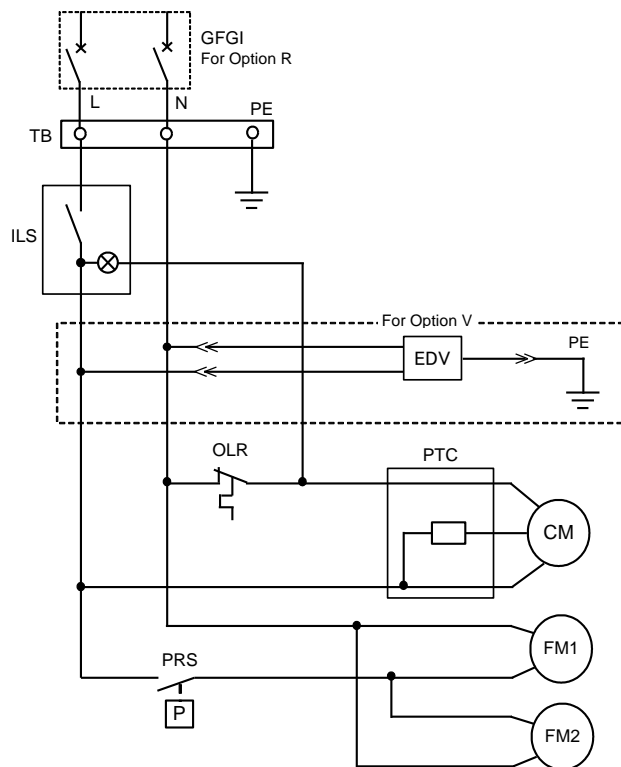 GFGI
For Option R
L
N
PE
TB
ILS
For Option V
EDV
PE
OLR
PTC
CM
FM1
PRS
P
FM2